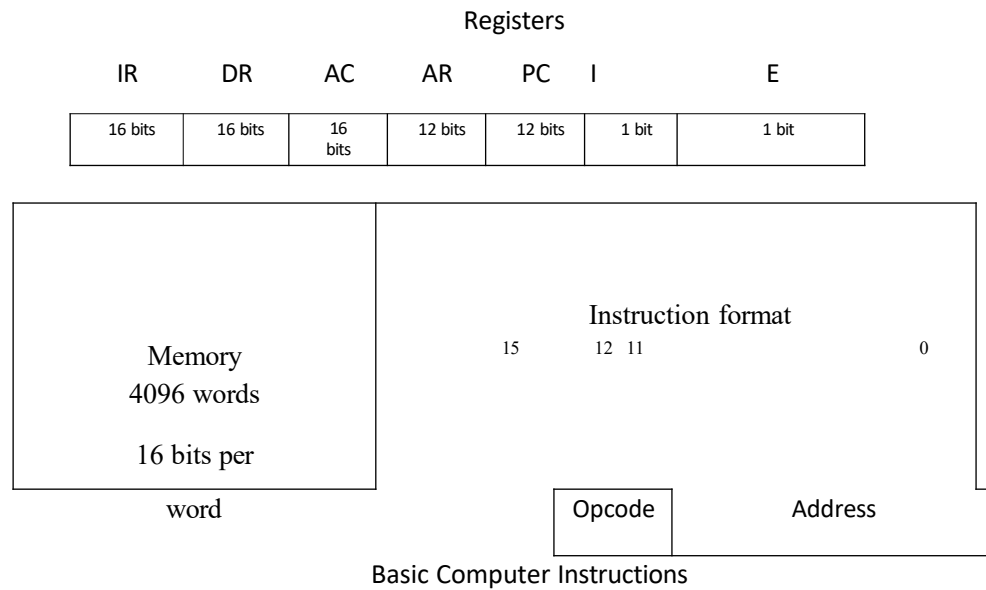 Registers
IR DR AC AR PC I E
16 bits 16 bits 16 bits 12 bits 12 bits 1 bit 1 bit
Instruction format
15 12 11 0
Memory
4096 words
16 bits per
word
Opcode Address
Basic Computer Instructions